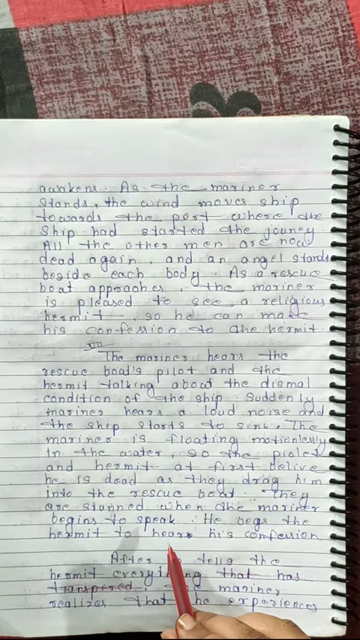 awakens. As the mariner
stands, the wind moves ship
towards the port where the
ship had started the jouney.
All the other men are now
dead again, and an angel stands
beside each body. As a rescue
boat approaches, the mariner
is pleased to see a religious
hermit, so he can make
his confession to the hermit.
The mariner hears the
rescue boat's pilot and the
hermit talking about the dismal
condition of the ship. Suddenly
mariner hears a loud noise and
the ship starts to sink. The
mariner is floating motionlessly
in the water, so the piolet
and hermit at first belive
he is dead as they drag him
into the rescue boat. They
are stunned when the mariner
begins to speak. He begs the
hermit to hear his confession
After tells the
hermit everything that has
transpired, the mariner
realizes that he experiences